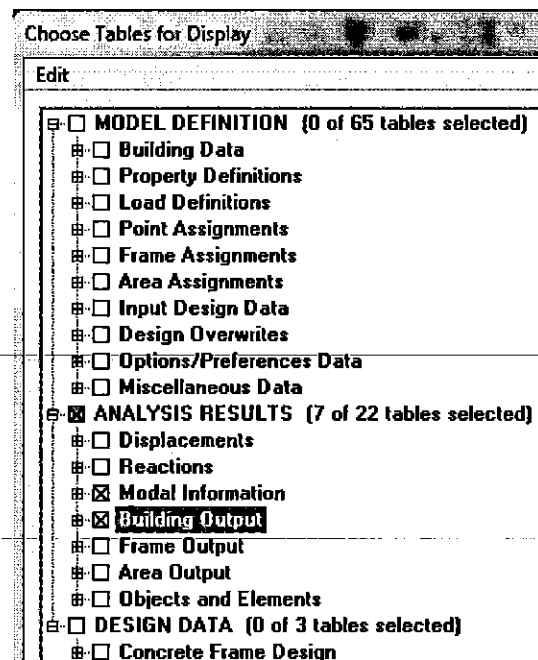 Choose Tables for Display
Edit
MODEL DEFINITION (0 of 65 tables selected)
Building Data
Property Definitions
Load Definitions
Point Assignments
Frame Assignments
Area Assignments
Input Design Data
Design Overwrites
Options/Preferences Data
Miscellaneous Data
ANALYSIS RESULTS (7 of 22 tables selected)
Displacements
Reactions
Modal Information
Building Output
Frame Output
Area Output
Objects and Elements
DESIGN DATA (0 of 3 tables selected)
Concrete Frame Design